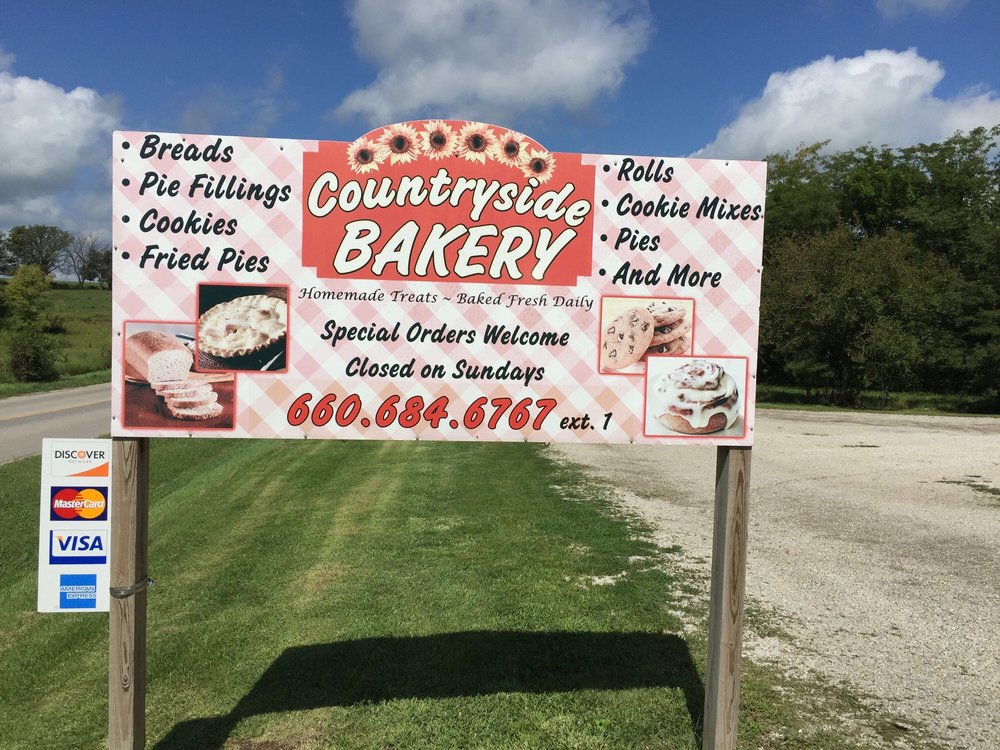 • Breads
• Pie Fillings
• Cookies
• Fried Pies
Countryside
BAKERY
• Rolls
• Cookie Mixes
• Pies
• And More
Homemade Treats ~ Baked Fresh Daily
Special Orders Welcome
Closed on Sundays
660.684.6767 ext. 1
DISCOVER
NETWORK
MasterCard
VISA
AMERICAN
EXPRESS